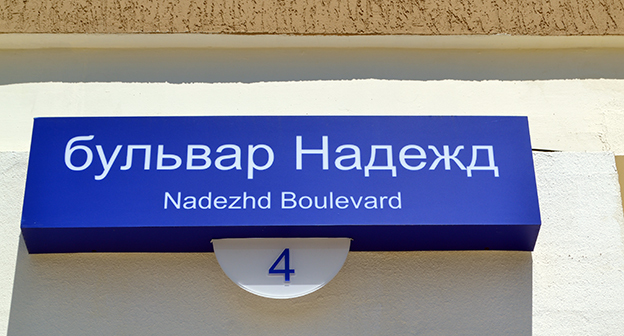 бульвар Надежд
Nadezhd Boulevard
4